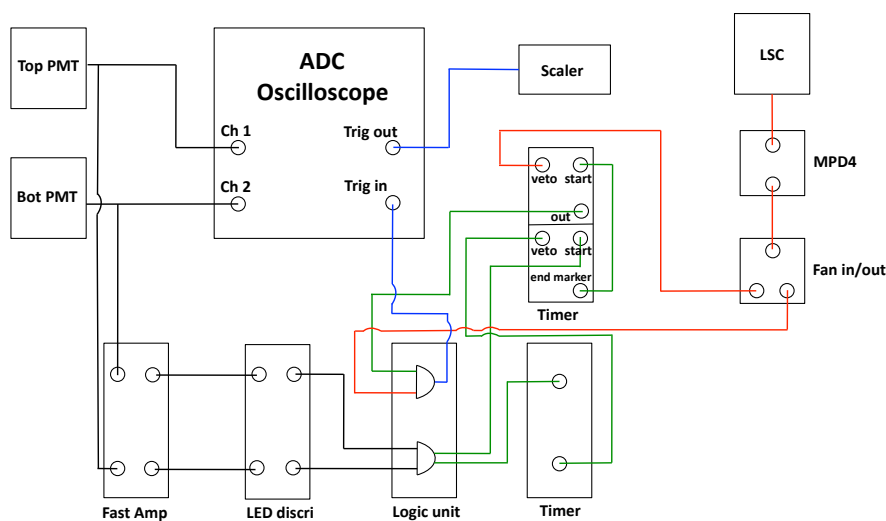 Top PMT
ADC
Oscilloscope
Scaler
LSC
Ch 1
Trig out
MPD4
veto start
Bot PMT
Ch 2
Trig in
out
veto start
end marker
Fan in/out
Timer
Fast Amp
LED discri
Logic unit
Timer